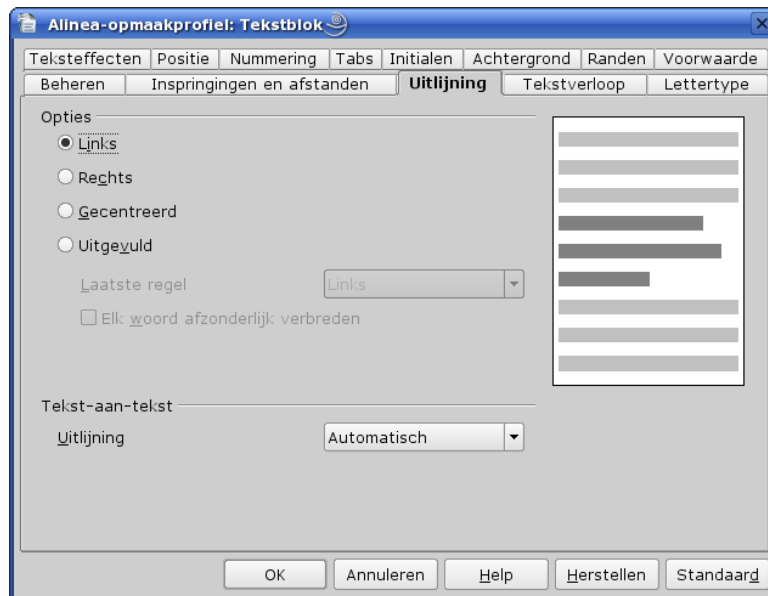 Alinea-opmaakprofiel: Tekstblok
Teksteffecten Positie Nummering Tabs Initialen Achtergrond Randen Voorwaarde
Beheren Inspringingen en afstanden Uitlijning Tekstverloop Lettertype
Opties
Links
Rechts
Gecentreerd
Uitgevuld
Laatste regel Links
Elk woord afzonderlijk verbreden
Tekst-aan-tekst
Uitlijning Automatisch
OK Annuleren Help Herstellen Standaard